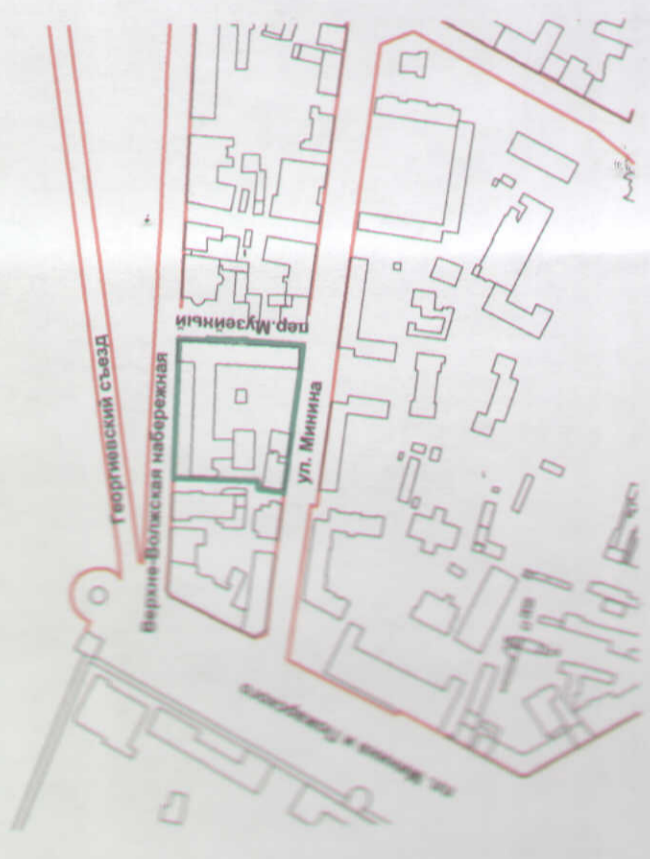 Георгиевский съезд
Верхне-Волжская набережная
пер.Музейный
ул. Минина
пл. Минина и Пожарского